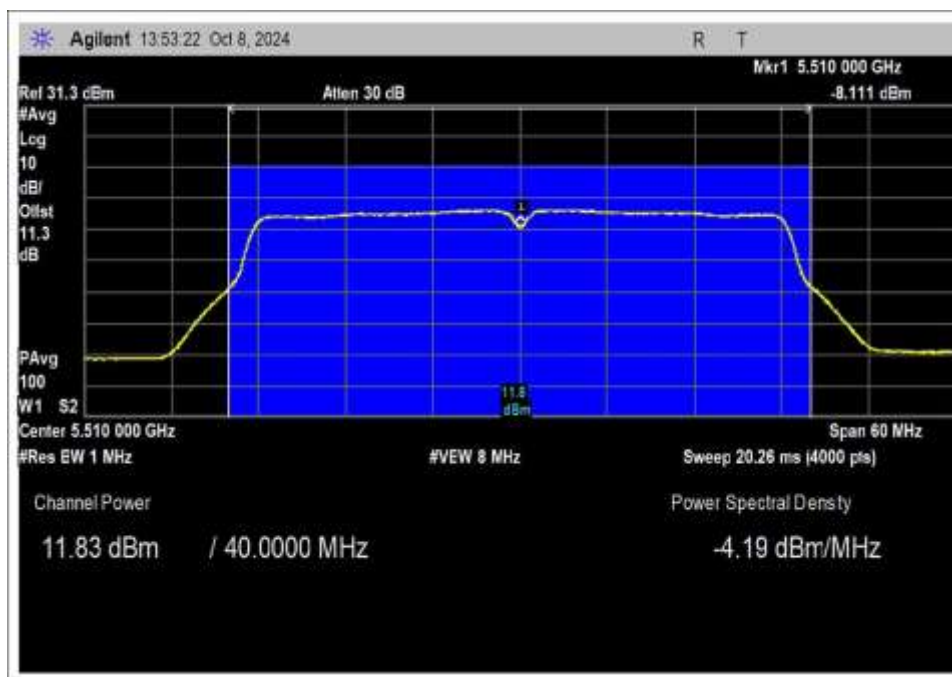 Agilent 13:53:22 Oct 8, 2024 R T
Mkr1 5.510 000 GHz
Ref 31.3 dBm Atten 30 dB -8.111 dBm
#Avg
Log
10
dB/
Offst
11.3
dB
1
PAvg
100
W1 S2
11.8
dBm
Center 5.510 000 GHz Span 60 MHz
#Res BW 1 MHz #VBW 8 MHz Sweep 20.26 ms (4000 pts)
Channel Power Power Spectral Density
11.83 dBm / 40.0000 MHz -4.19 dBm/MHz